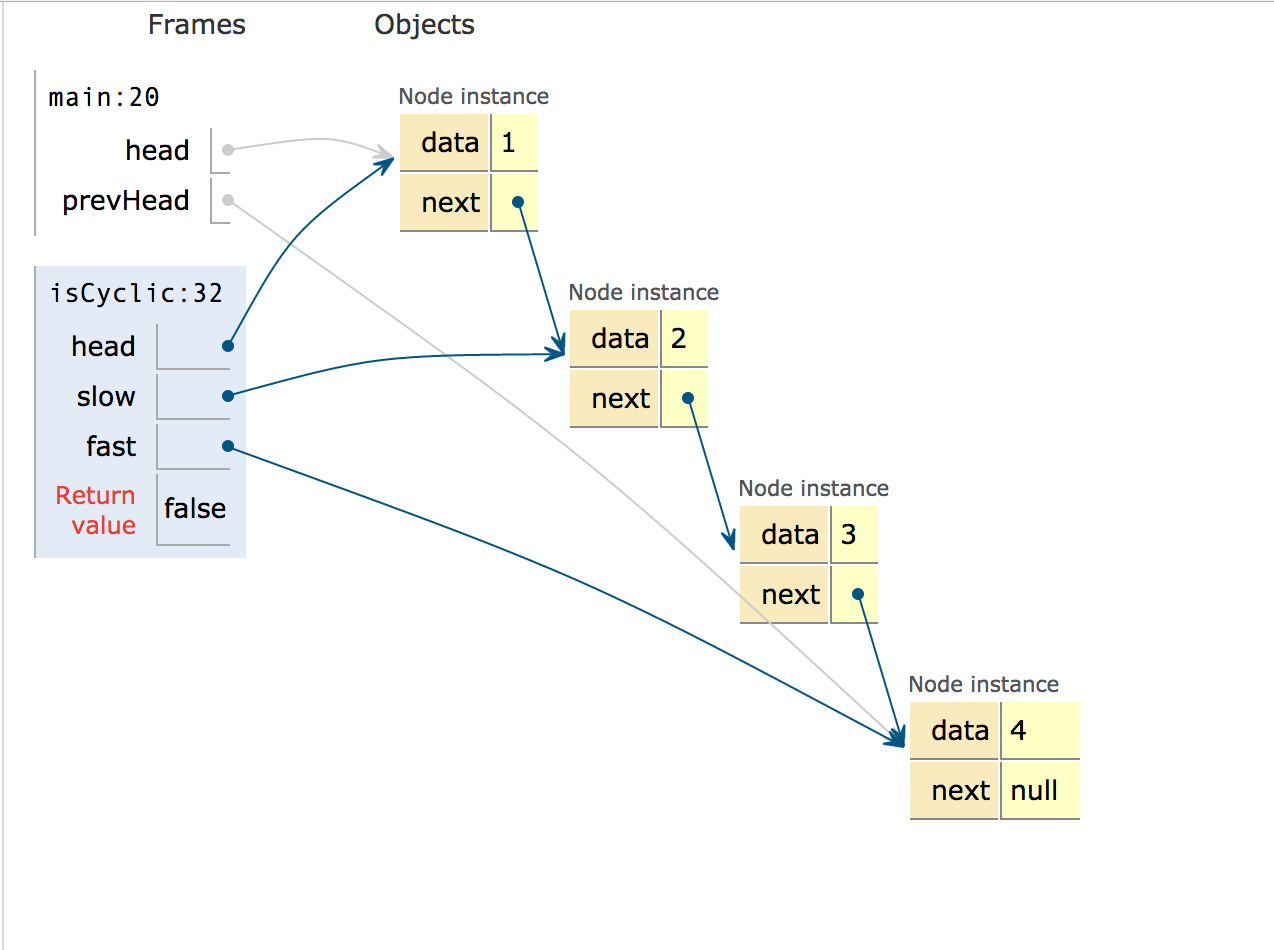 Frames Objects
main:20
head
prevHead
Node instance
data 1
next
isCyclic:32
head
slow
fast
Return
value
false
Node instance
data 2
next
Node instance
data 3
next
Node instance
data 4
next null